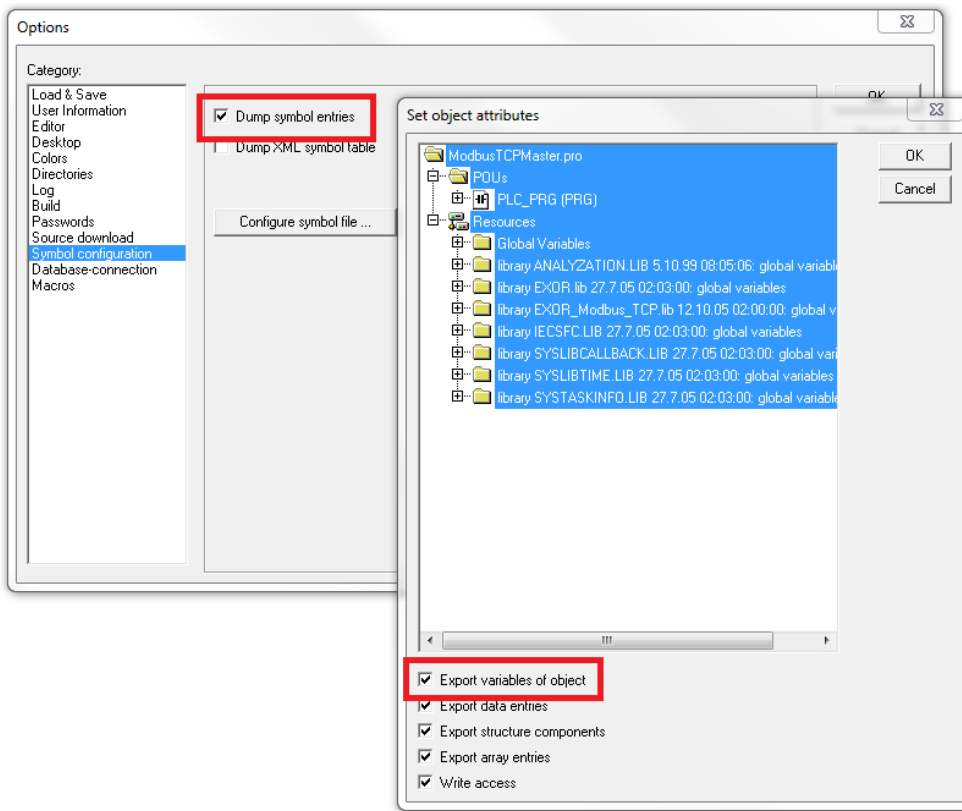 Options
Category:
Load & Save
User Information
Editor
Desktop
Colors
Directories
Log
Build
Passwords
Source download
Symbol configuration
Database-connection
Macros
Dump symbol entries
Dump XML symbol table
Configure symbol file ...
OK
Set object attributes
ModbusTCPMaster.pro
POUs
PLC_PRG (PRG)
Resources
Global Variables
library ANALYZATION.LIB 5.10.99 08:05:06: global variabl
library EXOR.lib 27.7.05 02:03:00: global variables
library EXOR_Modbus_TCP.lib 12.10.05 02:00:00: global v
library IECSFC.LIB 27.7.05 02:03:00: global variables
library SYSLIBCALLBACK.LIB 27.7.05 02:03:00: global vari
library SYSLIBTIME.LIB 27.7.05 02:03:00: global variables
library SYSTASKINFO.LIB 27.7.05 02:03:00: global variable
OK
Cancel
Export variables of object
Export data entries
Export structure components
Export array entries
Write access